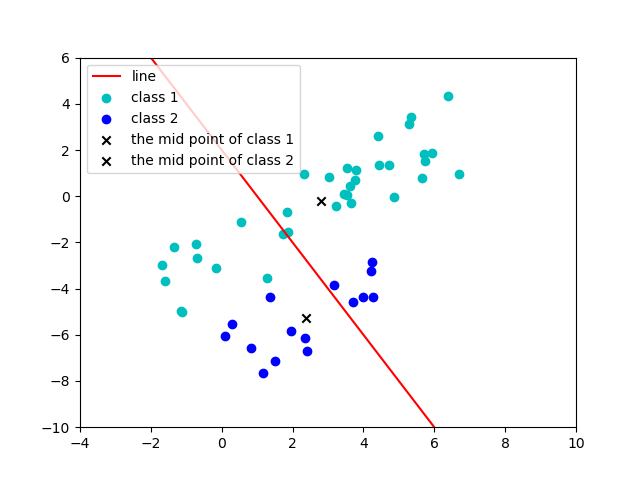 line
class 1
class 2
the mid point of class 1
the mid point of class 2
6
4
2
0
−2
−4
−6
−8
−10
−4 −2 0 2 4 6 8 10